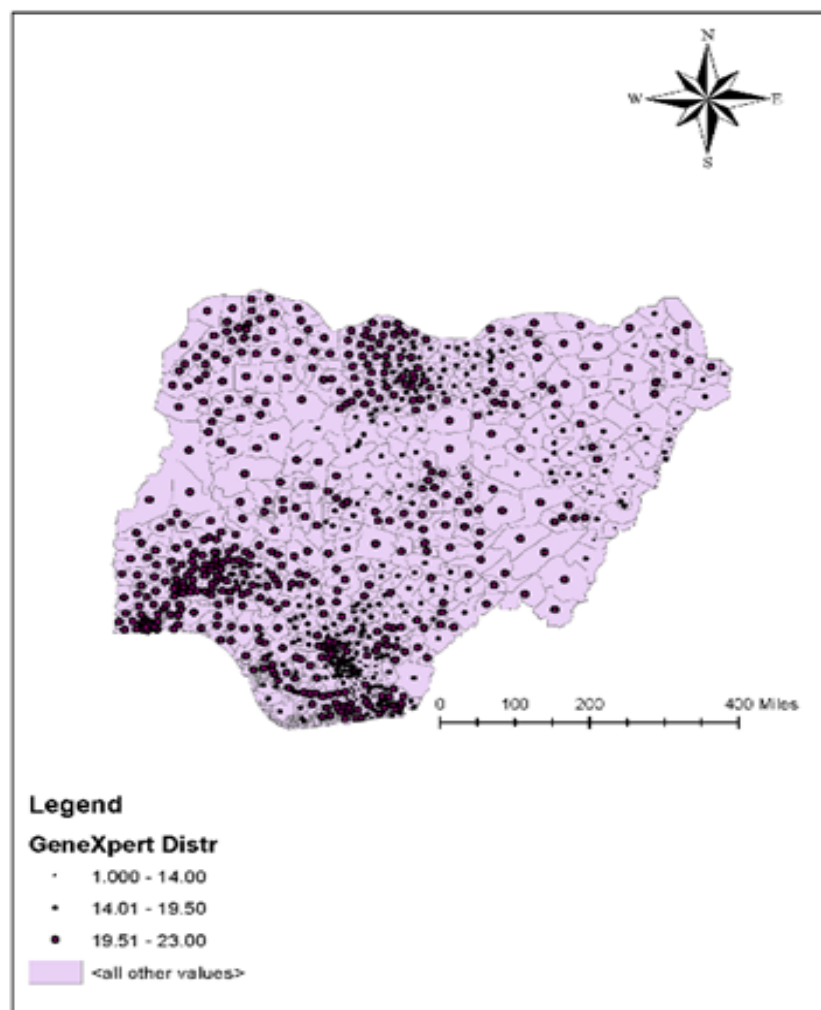 N
W E
S
0 100 200 400 Miles
Legend
GeneXpert Distr
1.000 - 14.00
14.01 - 19.50
19.51 - 23.00
<all other values>